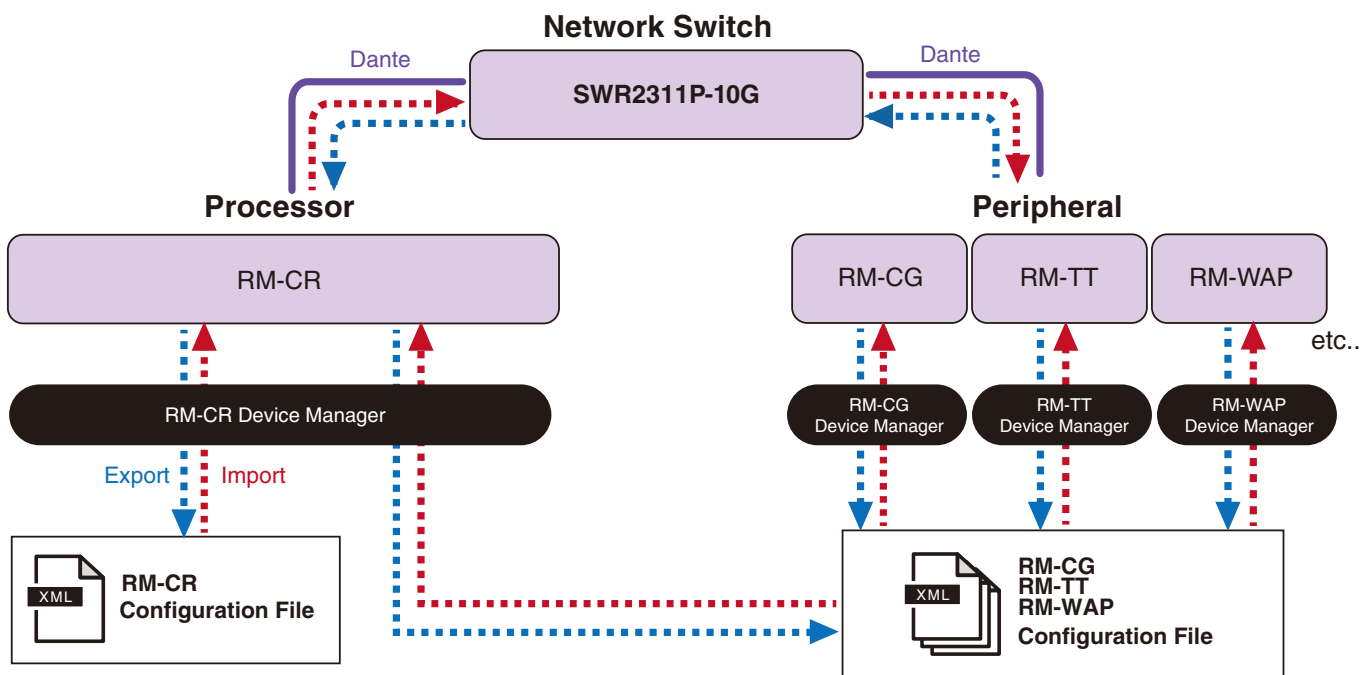 Network Switch
Dante
Dante
SWR2311P-10G
Processor
Peripheral
RM-CR
RM-CG
RM-TT
RM-WAP
etc..
RM-CR Device Manager
RM-CG
Device Manager
RM-TT
Device Manager
RM-WAP
Device Manager
Export
Import
XML
RM-CR
Configuration File
XML
RM-CG
RM-TT
RM-WAP
Configuration File